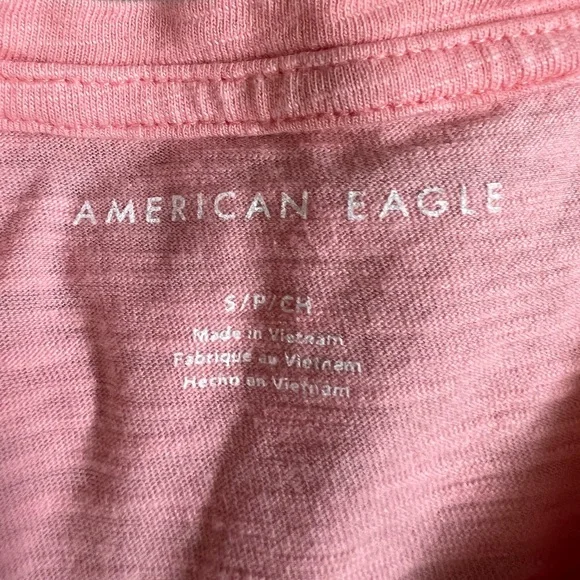 AMERICAN EAGLE
S/P/CH
Made in Vietnam
Fabriqué au Vietnam
Hecho en Vietnam